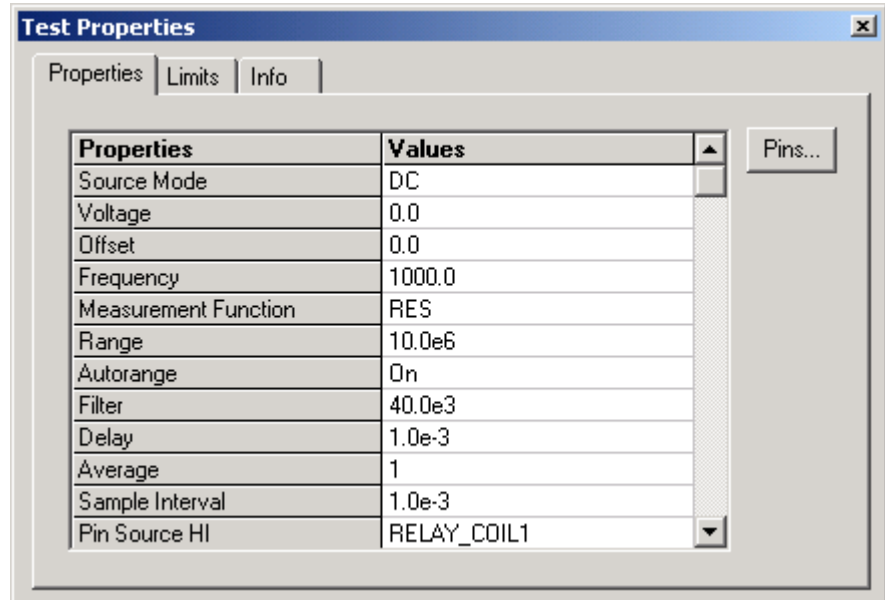 Test Properties
Properties Limits Info
Properties Values Pins...
Source Mode DC
Voltage 0.0
Offset 0.0
Frequency 1000.0
Measurement Function RES
Range 10.0e6
Autorange On
Filter 40.0e3
Delay 1.0e-3
Average 1
Sample Interval 1.0e-3
Pin Source HI RELAY_COIL1